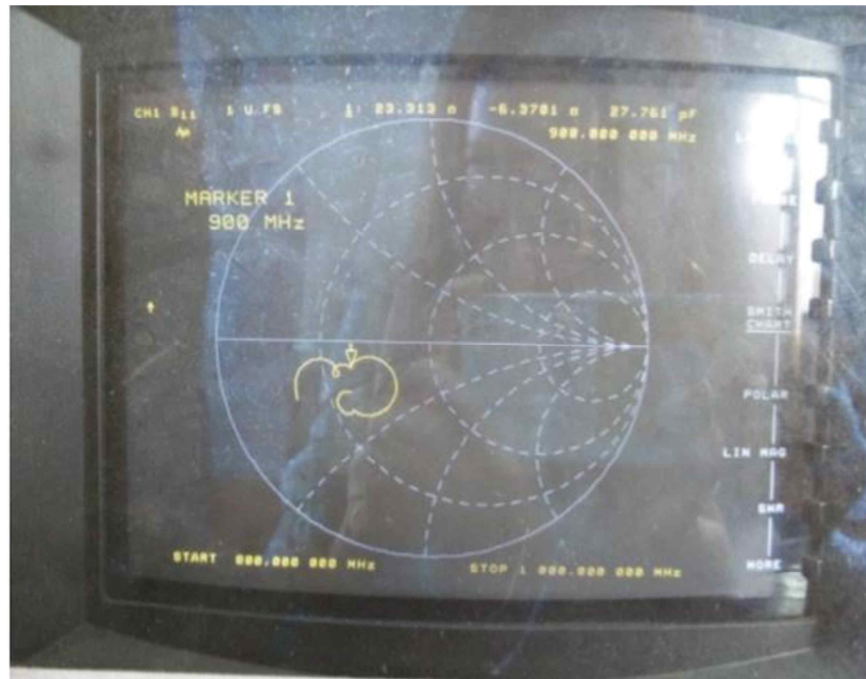 CH1 S11 1 U FS 1: 23.313 Ω -6.3701 Ω 27.761 pF
900.000 000 MHz
MARKER 1
900 MHz
DELAY
SMITH
CHART
POLAR
LIN MAG
SWR
MORE
START 800.000 000 MHz STOP 1 000.000 000 MHz